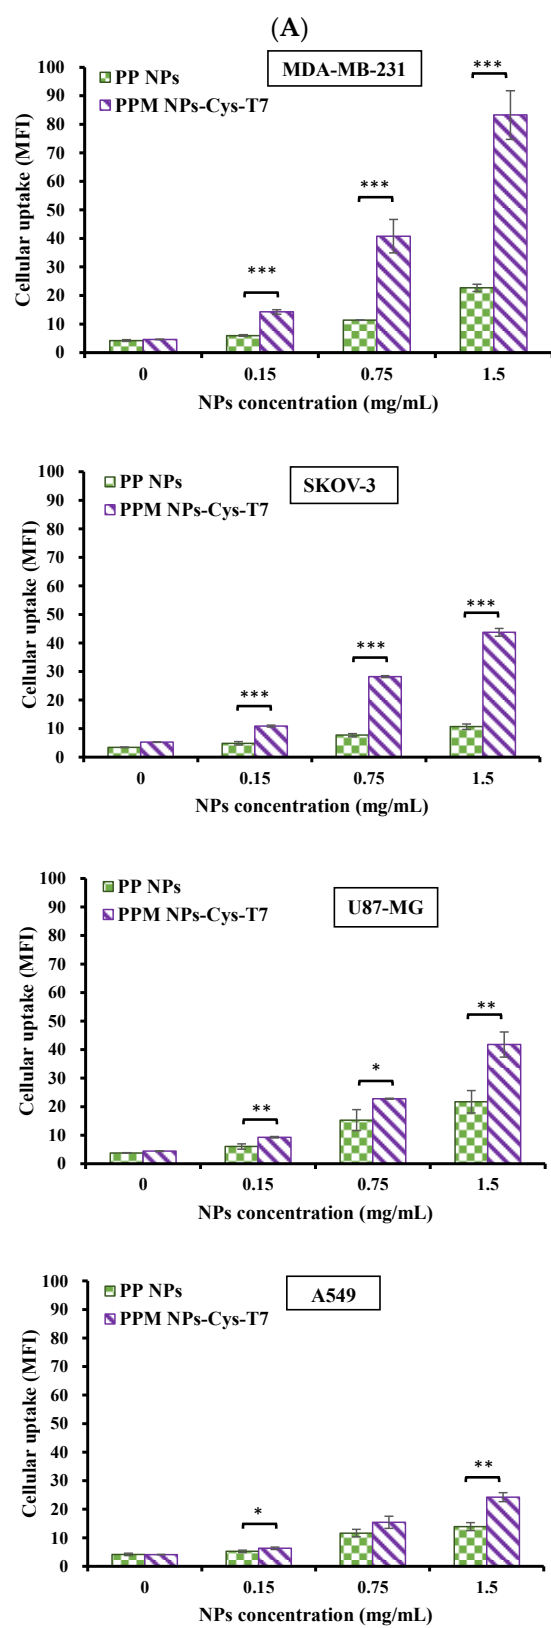 (A)
MDA-MB-231
PP NPs
PPM NPs-Cys-T7
Cellular uptake (MFI)
100
90
80
70
60
50
40
30
20
10
0
***
***
***
0 0.15 0.75 1.5
NPs concentration (mg/mL)
SKOV-3
PP NPs
PPM NPs-Cys-T7
Cellular uptake (MFI)
100
90
80
70
60
50
40
30
20
10
0
***
***
***
0 0.15 0.75 1.5
NPs concentration (mg/mL)
U87-MG
PP NPs
PPM NPs-Cys-T7
Cellular uptake (MFI)
100
90
80
70
60
50
40
30
20
10
0
**
*
**
0 0.15 0.75 1.5
NPs concentration (mg/mL)
A549
PP NPs
PPM NPs-Cys-T7
Cellular uptake (MFI)
100
90
80
70
60
50
40
30
20
10
0
*
**
0 0.15 0.75 1.5
NPs concentration (mg/mL)